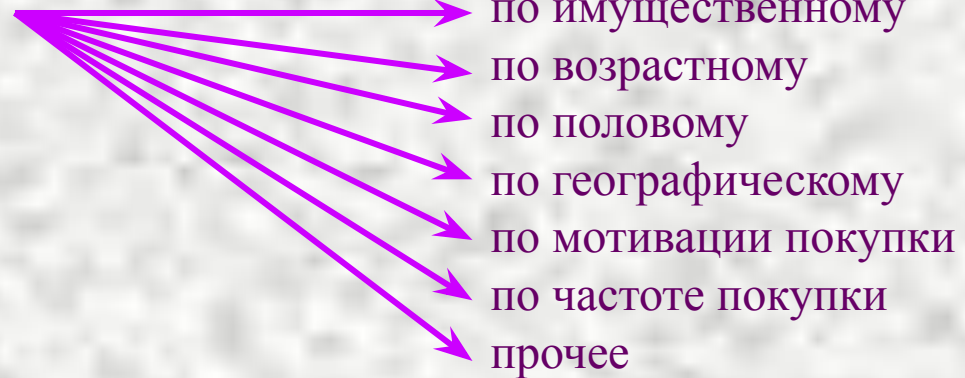 по имущественному
по возрастному
по половому
по географическому
по мотивации покупки
по частоте покупки
прочее